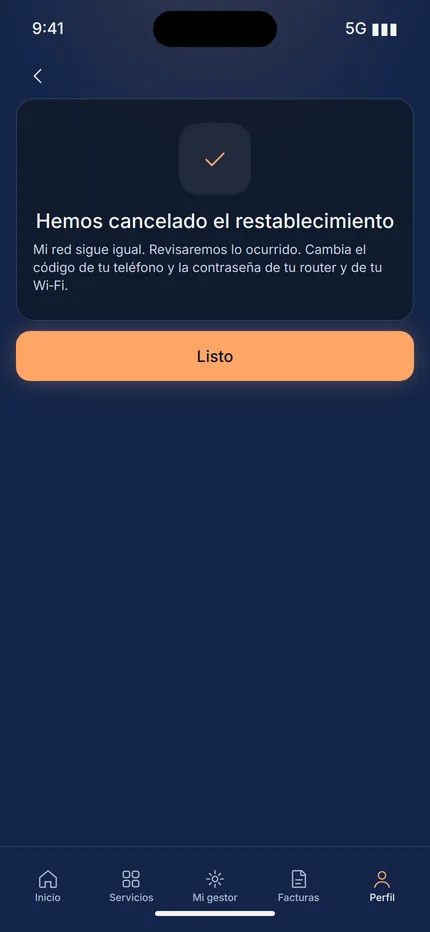 9:41
5G
Hemos cancelado el restablecimiento
Mi red sigue igual. Revisaremos lo ocurrido. Cambia el
código de tu teléfono y la contraseña de tu router y de tu
Wi-Fi.
Listo
Inicio
Servicios
Mi gestor
Facturas
Perfil